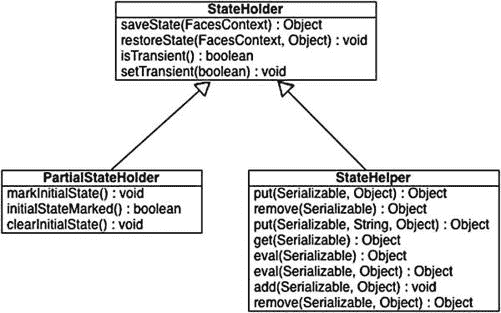 StateHolder
saveState(FacesContext) : Object
restoreState(FacesContext, Object) : void
isTransient() : boolean
setTransient(boolean) : void
PartialStateHolder
markInitialState() : void
initialStateMarked() : boolean
clearInitialState() : void
StateHelper
put(Serializable, Object) : Object
remove(Serializable) : Object
put(Serializable, String, Object) : Object
get(Serializable) : Object
eval(Serializable) : Object
eval(Serializable, Object) : Object
add(Serializable, Object) : void
remove(Serializable, Object) : Object